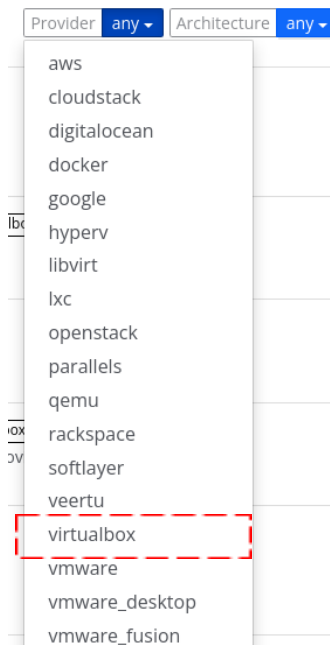 Provider any Architecture any
aws
cloudstack
digitalocean
docker
google
hyperv
libvirt
lxc
openstack
parallels
qemu
rackspace
softlayer
veertu
virtualbox
vmware
vmware_desktop
vmware_fusion